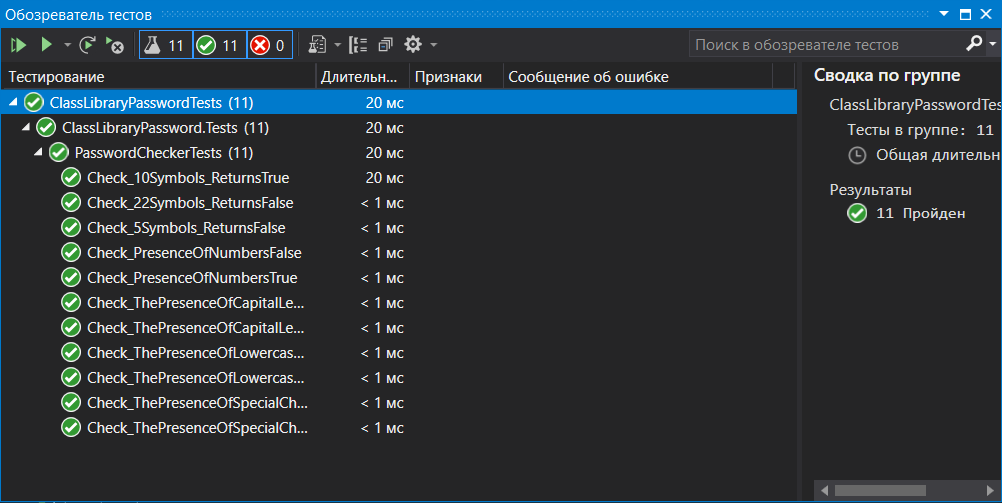 Обозреватель тестов
11 11 0
Поиск в обозревателе тестов
Тестирование Длительн... Признаки Сообщение об ошибке
ClassLibraryPasswordTests (11) 20 мс
ClassLibraryPassword.Tests (11) 20 мс
PasswordCheckerTests (11) 20 мс
Check_10Symbols_ReturnsTrue 20 мс
Check_22Symbols_ReturnsFalse < 1 мс
Check_5Symbols_ReturnsFalse < 1 мс
Check_PresenceOfNumbersFalse < 1 мс
Check_PresenceOfNumbersTrue < 1 мс
Check_ThePresenceOfCapitalLe... < 1 мс
Check_ThePresenceOfCapitalLe... < 1 мс
Check_ThePresenceOfLowercas... < 1 мс
Check_ThePresenceOfLowercas... < 1 мс
Check_ThePresenceOfSpecialCh... < 1 мс
Check_ThePresenceOfSpecialCh... < 1 мс
Сводка по группе
ClassLibraryPasswordTes
Тесты в группе: 11
Общая длительн
Результаты
11 Пройден